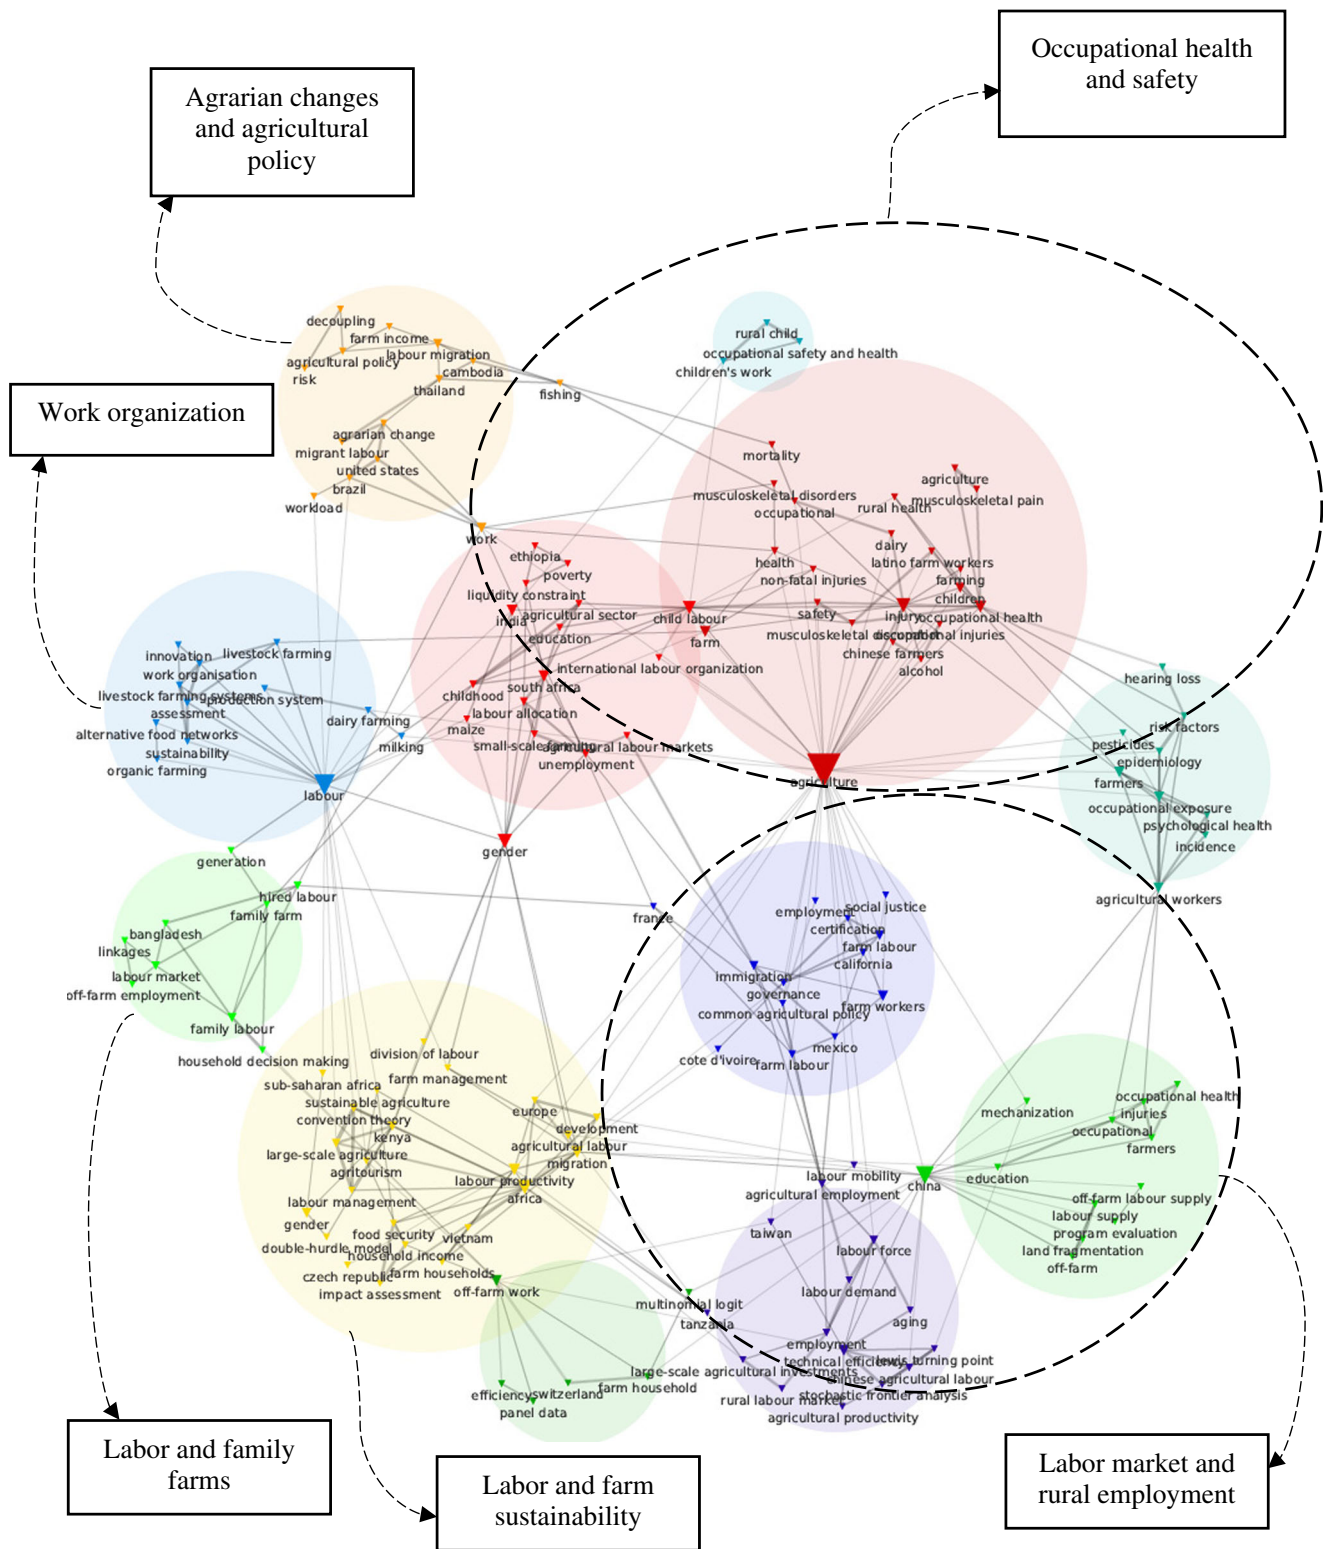 Occupational health
and safety
Agrarian changes
and agricultural
policy
Work organization
decoupling
farm income
labour migration
agricultural policy
cambodia
risk
thailand
fishing
agrarian change
migrant labour
united states
brazil
workload
work
rural child
occupational safety and health
children's work
mortality
agriculture
musculoskeletal disorders
musculoskeletal pain
occupational
rural health
dairy
health
latino farm workers
non-fatal injuries
farming
children
child labour
safety
injury
occupational health
farm
musculoskeletal discomfort
occupational injuries
chinese farmers
alcohol
international labour organization
agriculture
ethiopia
poverty
liquidity constraint
india
agricultural sector
education
childhood
south africa
labour allocation
maize
small-scale farming
agricultural labour markets
unemployment
gender
innovation
livestock farming
work organisation
livestock farming systems
production system
assessment
dairy farming
alternative food networks
milking
sustainability
organic farming
labour
hearing loss
risk factors
pesticides
epidemiology
farmers
occupational exposure
psychological health
incidence
agricultural workers
generation
hired labour
family farm
bangladesh
linkages
labour market
off-farm employment
family labour
household decision making
france
employment
social justice
certification
farm labour
california
immigration
governance
farm workers
common agricultural policy
mexico
cote d'ivoire
farm labour
division of labour
farm management
sub-saharan africa
sustainable agriculture
europe
convention theory
development
kenya
agricultural labour
large-scale agriculture
migration
agritourism
labour productivity
labour management
africa
gender
food security
vietnam
double-hurdle model
household income
czech republic
farm households
impact assessment
off-farm work
mechanization
occupational health
injuries
occupational
farmers
education
china
off-farm labour supply
labour supply
program evaluation
land fragmentation
off-farm
labour mobility
agricultural employment
taiwan
labour force
labour demand
multinomial logit
tanzania
aging
employment
technical efficiency
lewis turning point
large-scale agricultural investments
chinese agricultural labour
rural labour market
stochastic frontier analysis
agricultural productivity
farm household
efficiency
switzerland
panel data
Labor and family
farms
Labor and farm
sustainability
Labor market and
rural employment